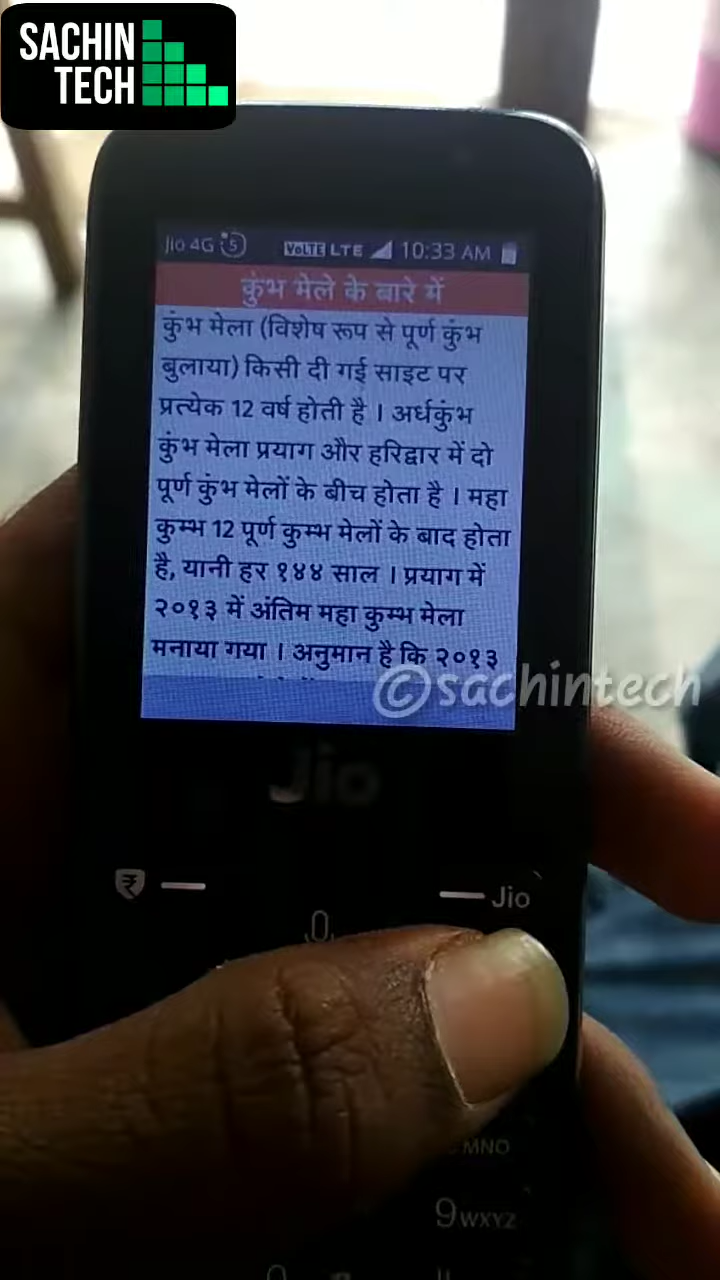 SACHIN
TECH
Jio 4G 5 VoLTE LTE 10:33 AM
कुंभ मेले के बारे में
कुंभ मेला (विशेष रूप से पूर्ण कुंभ
बुलाया) किसी दी गई साइट पर
प्रत्येक 12 वर्ष होती है । अर्धकुंभ
कुंभ मेला प्रयाग और हरिद्वार में दो
पूर्ण कुंभ मेलों के बीच होता है । महा
कुम्भ 12 पूर्ण कुम्भ मेलों के बाद होता
है, यानी हर १४४ साल । प्रयाग में
२०१३ में अंतिम महा कुम्भ मेला
मनाया गया । अनुमान है कि २०१३
©sachintech
Jio
₹ Jio
MNO
9WXYZ